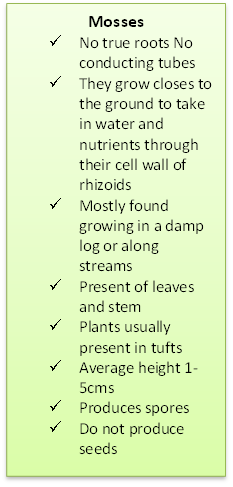 Mosses
✓ No true roots No
conducting tubes
✓ They grow closes to
the ground to take
in water and
nutrients through
their cell wall of
rhizoids
✓ Mostly found
growing in a damp
log or along
streams
✓ Present of leaves
and stem
✓ Plants usually
present in tufts
✓ Average height 1-
5cms
✓ Produces spores
✓ Do not produce
seeds